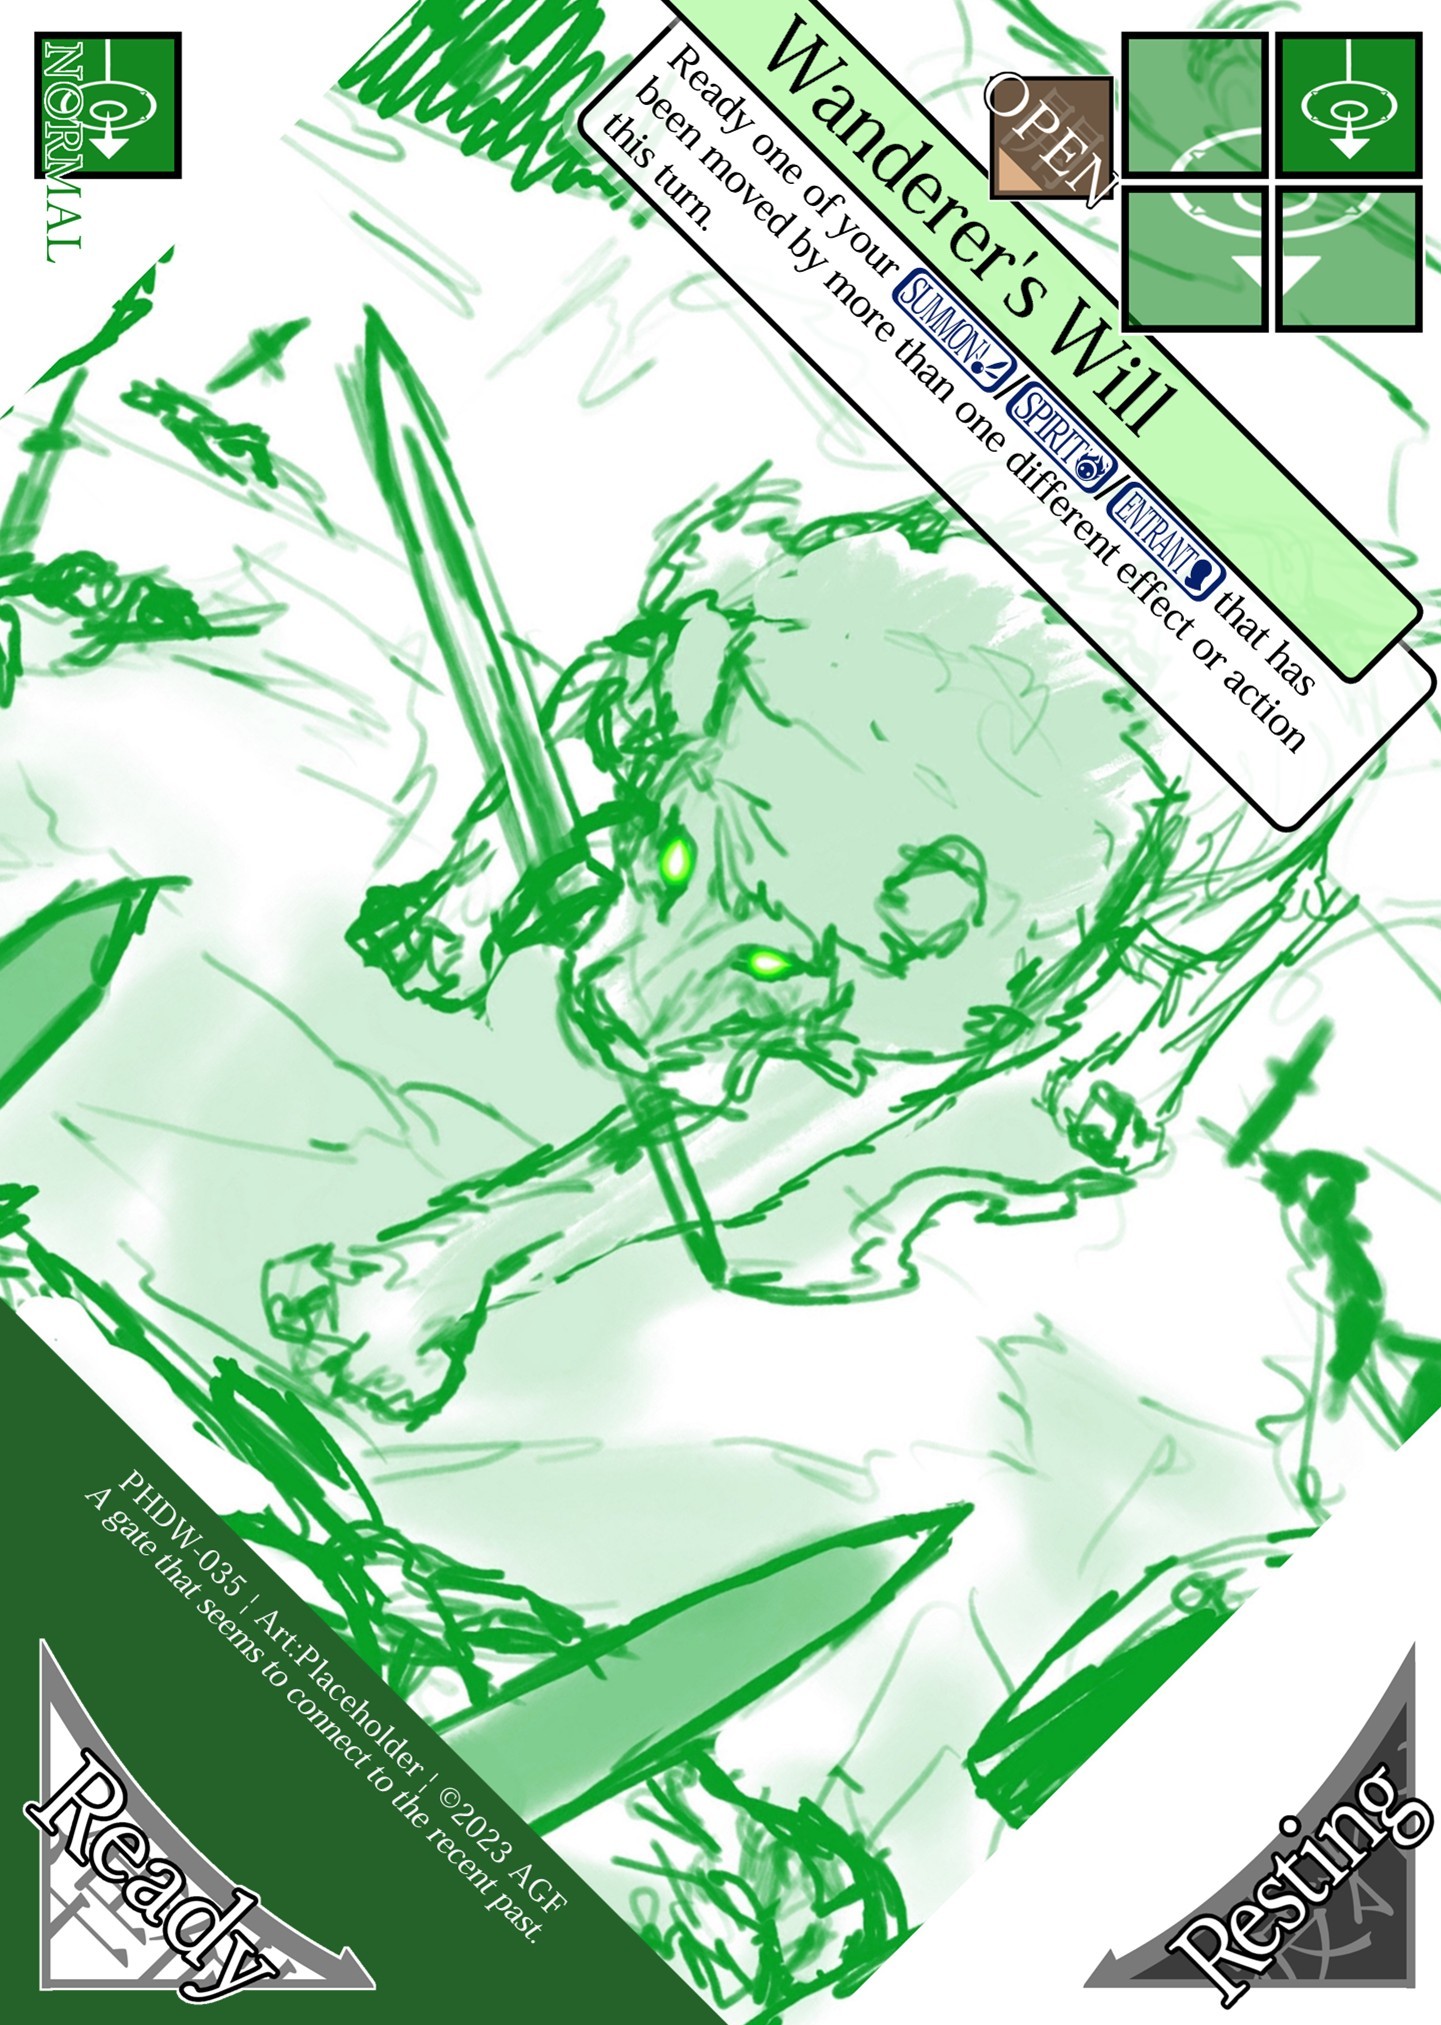 NORMAL
OPEN
Wanderer's Will
Ready one of your SUMMON/SPIRIT/ENTRANT that has
been moved by more than one different effect or action
this turn.
PHDW-035 ¦ Art:Placeholder ¦ ©2023 AGF
A gate that seems to connect to the recent past.
Ready
Resting